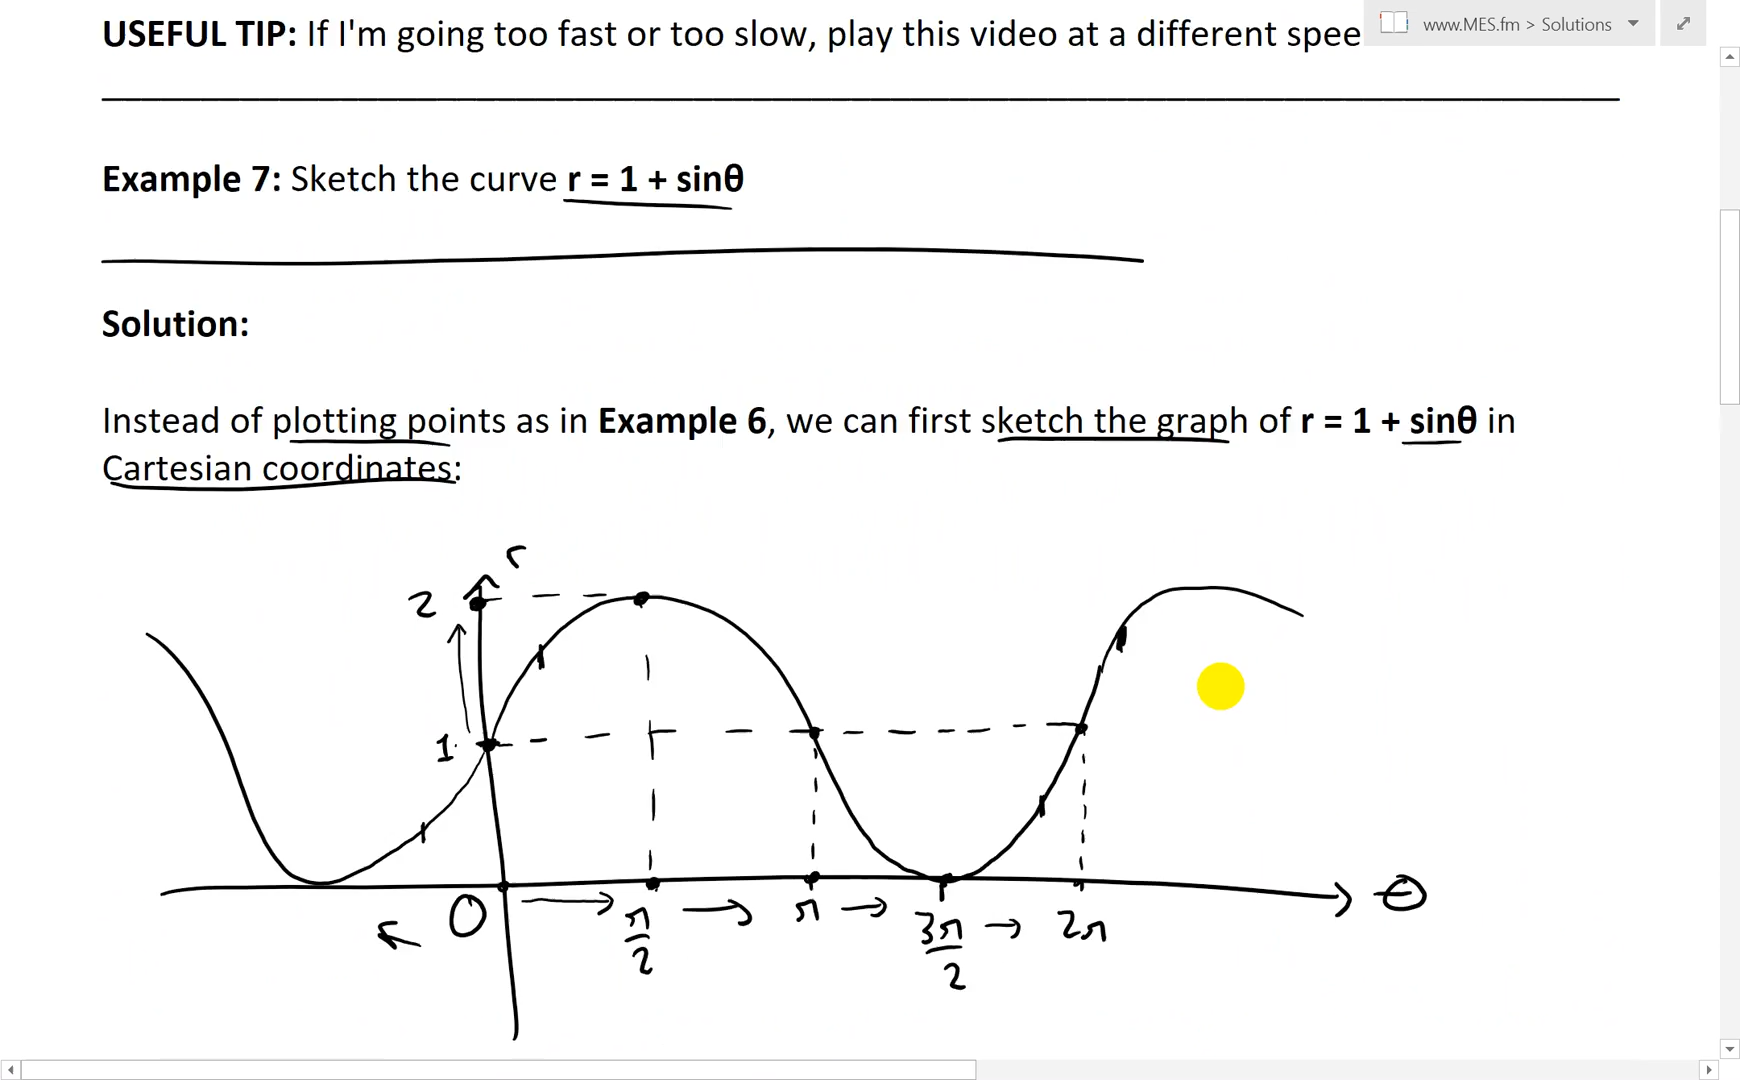 USEFUL TIP: If I'm going too fast or too slow, play this video at a different spee
www.MES.fm > Solutions
Example 7: Sketch the curve r = 1 + sinθ
Solution:
Instead of plotting points as in Example 6, we can first sketch the graph of r = 1 + sinθ in
Cartesian coordinates:
r
2
1
0 π/2 π 3π/2 2π θ